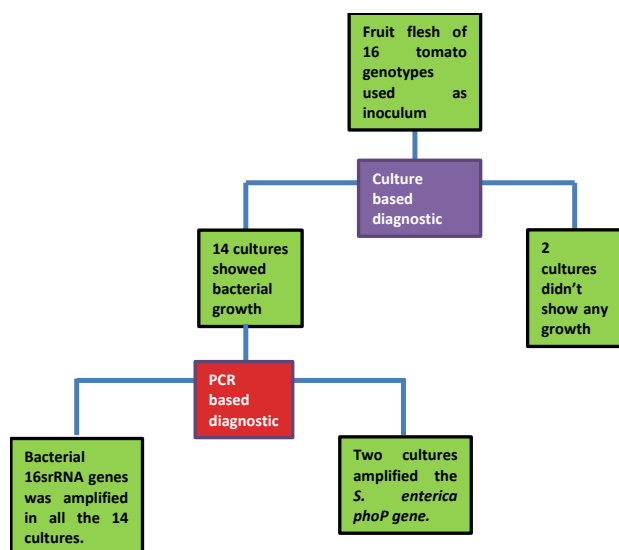 Fruit flesh of
16 tomato
genotypes
used as
inoculum
Culture
based
diagnostic
14 cultures
showed
bacterial
growth
2
cultures
didn’t
show any
growth
PCR
based
diagnostic
Bacterial
16srRNA genes
was amplified
in all the 14
cultures.
Two cultures
amplified the
S. enterica
phoP gene.